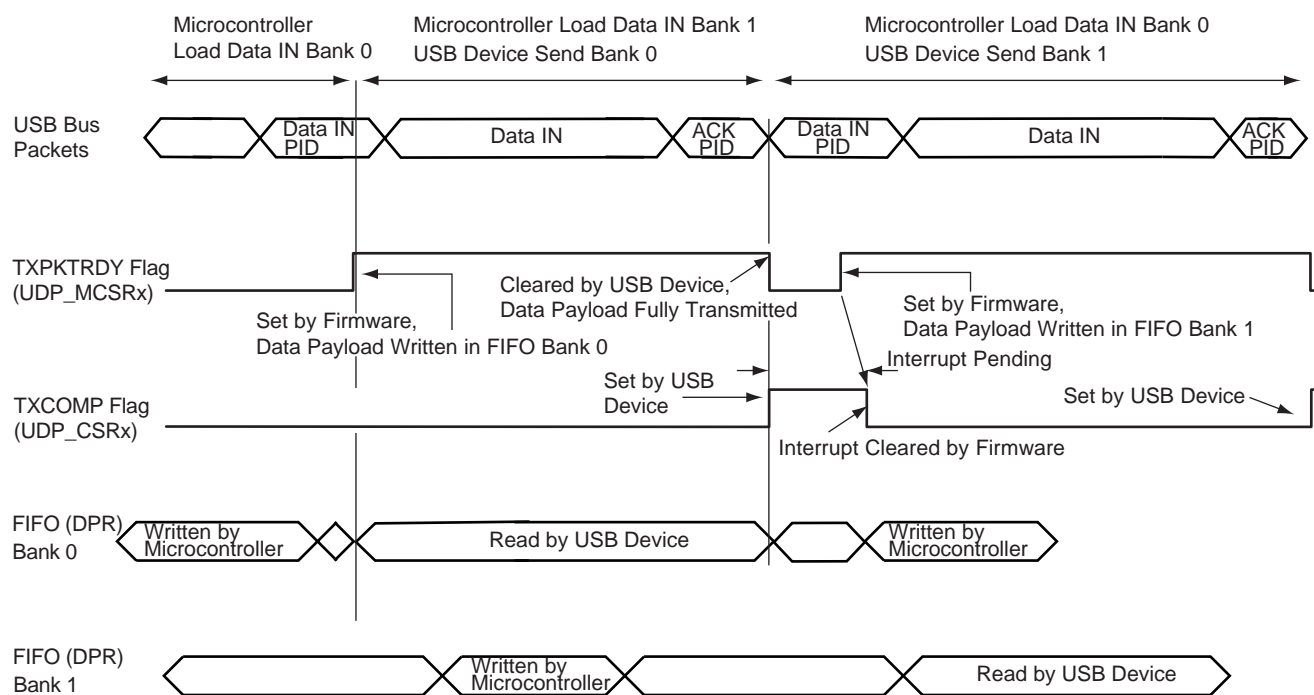 Microcontroller
Load Data IN Bank 0
Microcontroller Load Data IN Bank 1
USB Device Send Bank 0
Microcontroller Load Data IN Bank 0
USB Device Send Bank 1
USB Bus
Packets
Data IN
PID
Data IN
ACK
PID
Data IN
PID
Data IN
ACK
PID
TXPKTRDY Flag
(UDP_MCSRx)
Set by Firmware,
Data Payload Written in FIFO Bank 0
Cleared by USB Device,
Data Payload Fully Transmitted
Set by Firmware,
Data Payload Written in FIFO Bank 1
Interrupt Pending
TXCOMP Flag
(UDP_CSRx)
Set by USB
Device
Set by USB Device
Interrupt Cleared by Firmware
FIFO (DPR)
Bank 0
Written by
Microcontroller
Read by USB Device
Written by
Microcontroller
FIFO (DPR)
Bank 1
Written by
Microcontroller
Read by USB Device